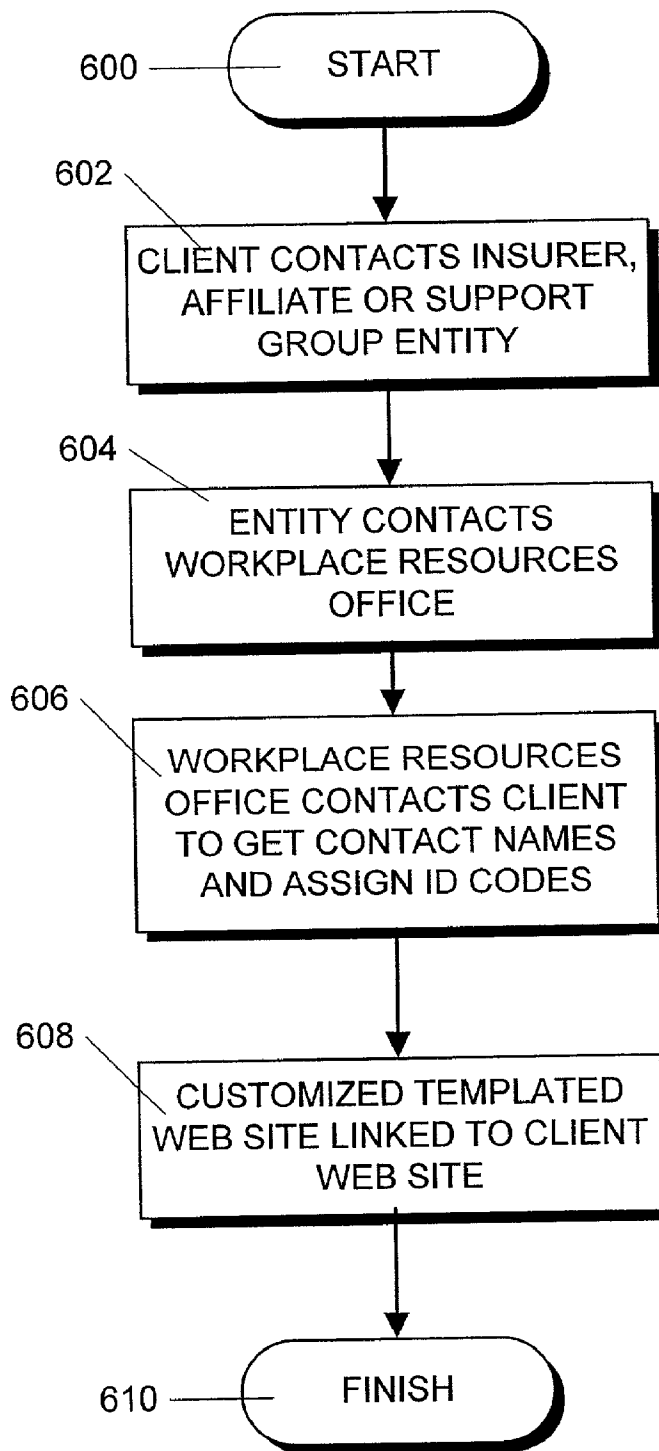 600
START
602
CLIENT CONTACTS INSURER,
AFFILIATE OR SUPPORT
GROUP ENTITY
604
ENTITY CONTACTS
WORKPLACE RESOURCES
OFFICE
606
WORKPLACE RESOURCES
OFFICE CONTACTS CLIENT
TO GET CONTACT NAMES
AND ASSIGN ID CODES
608
CUSTOMIZED TEMPLATED
WEB SITE LINKED TO CLIENT
WEB SITE
610
FINISH